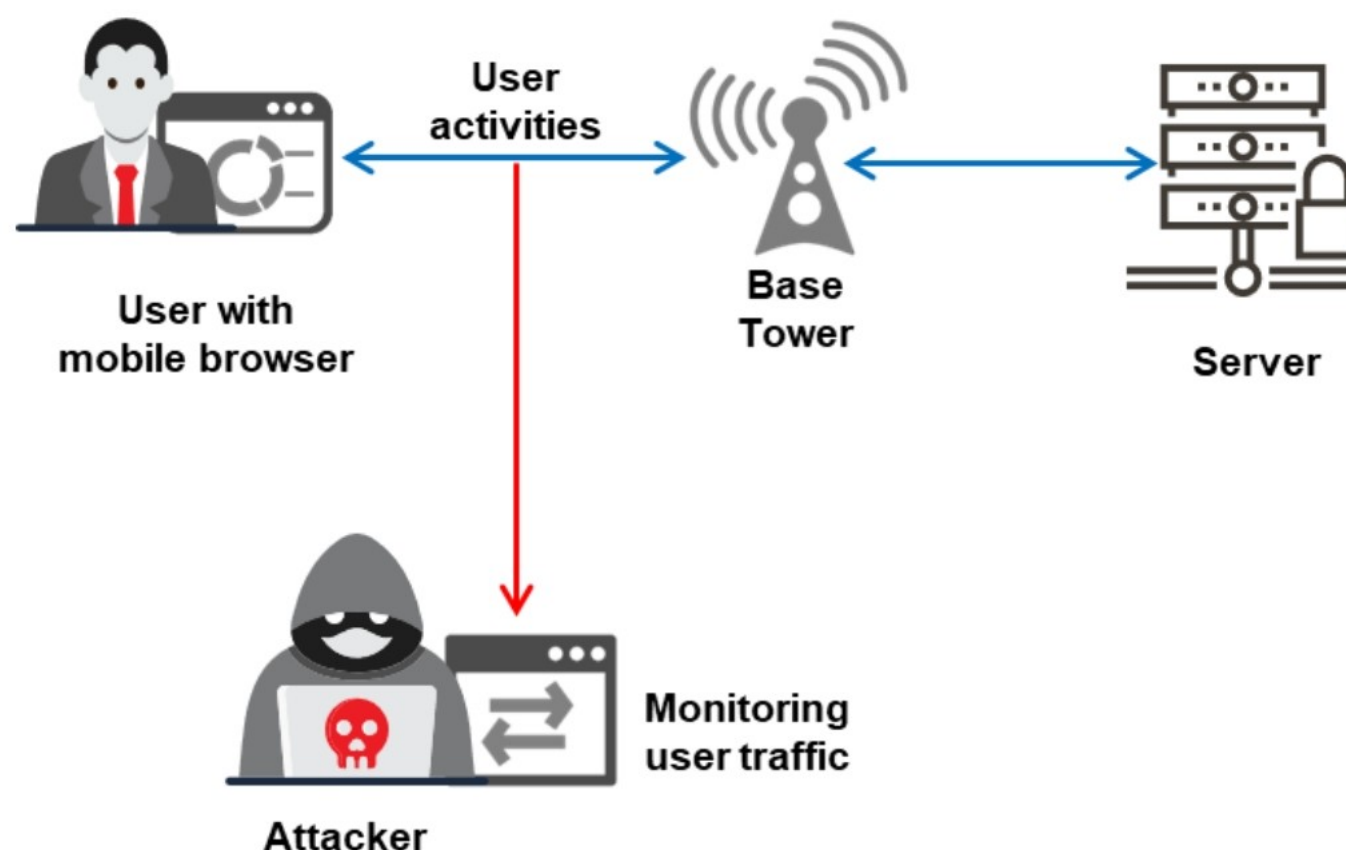 User
activities
User with
mobile browser
Base
Tower
Server
Monitoring
user traffic
Attacker